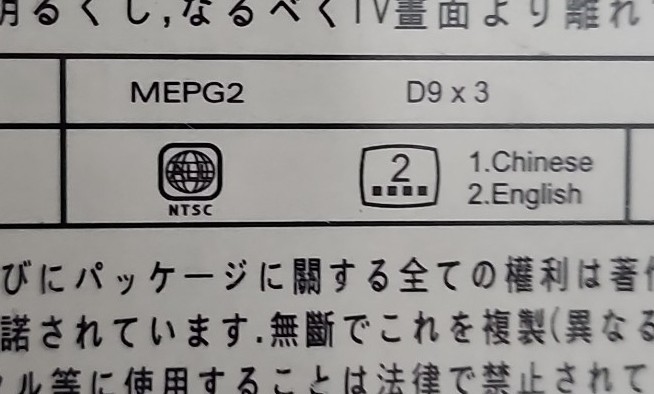 明るくし,なるべくTV畫面より離れ
MEPG2 D9 x 3
ALL
NTSC
2
1.Chinese
2.English
びにパッケージに關する全ての權利は著作
諾されています.無斷でこれを複製(異なる
ル等に使用することは法律で禁止されて